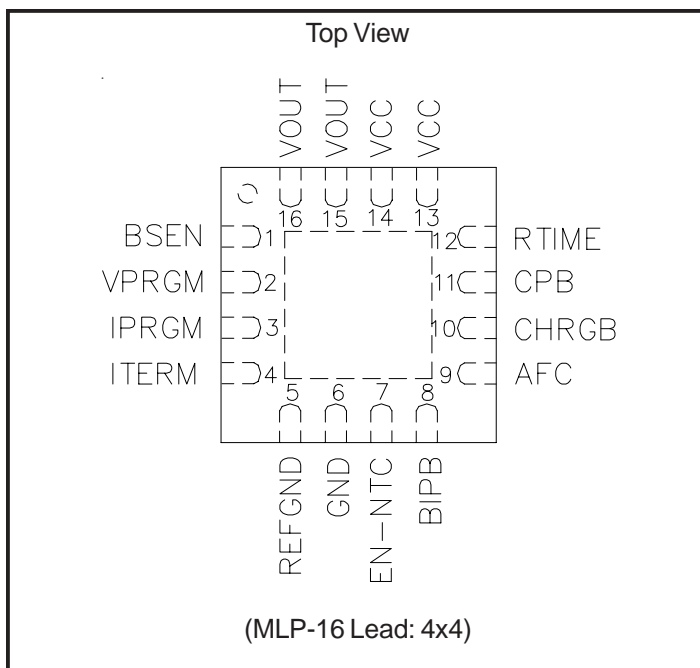 Top View
VOUT
VOUT
VCC
VCC
16
15
14
13
BSEN 1
VPRGM 2
IPRGM 3
ITERM 4
12 RTIME
11 CPB
10 CHRGB
9 AFC
5
6
7
8
REFGND
GND
EN-NTC
BIPB
(MLP-16 Lead: 4x4)